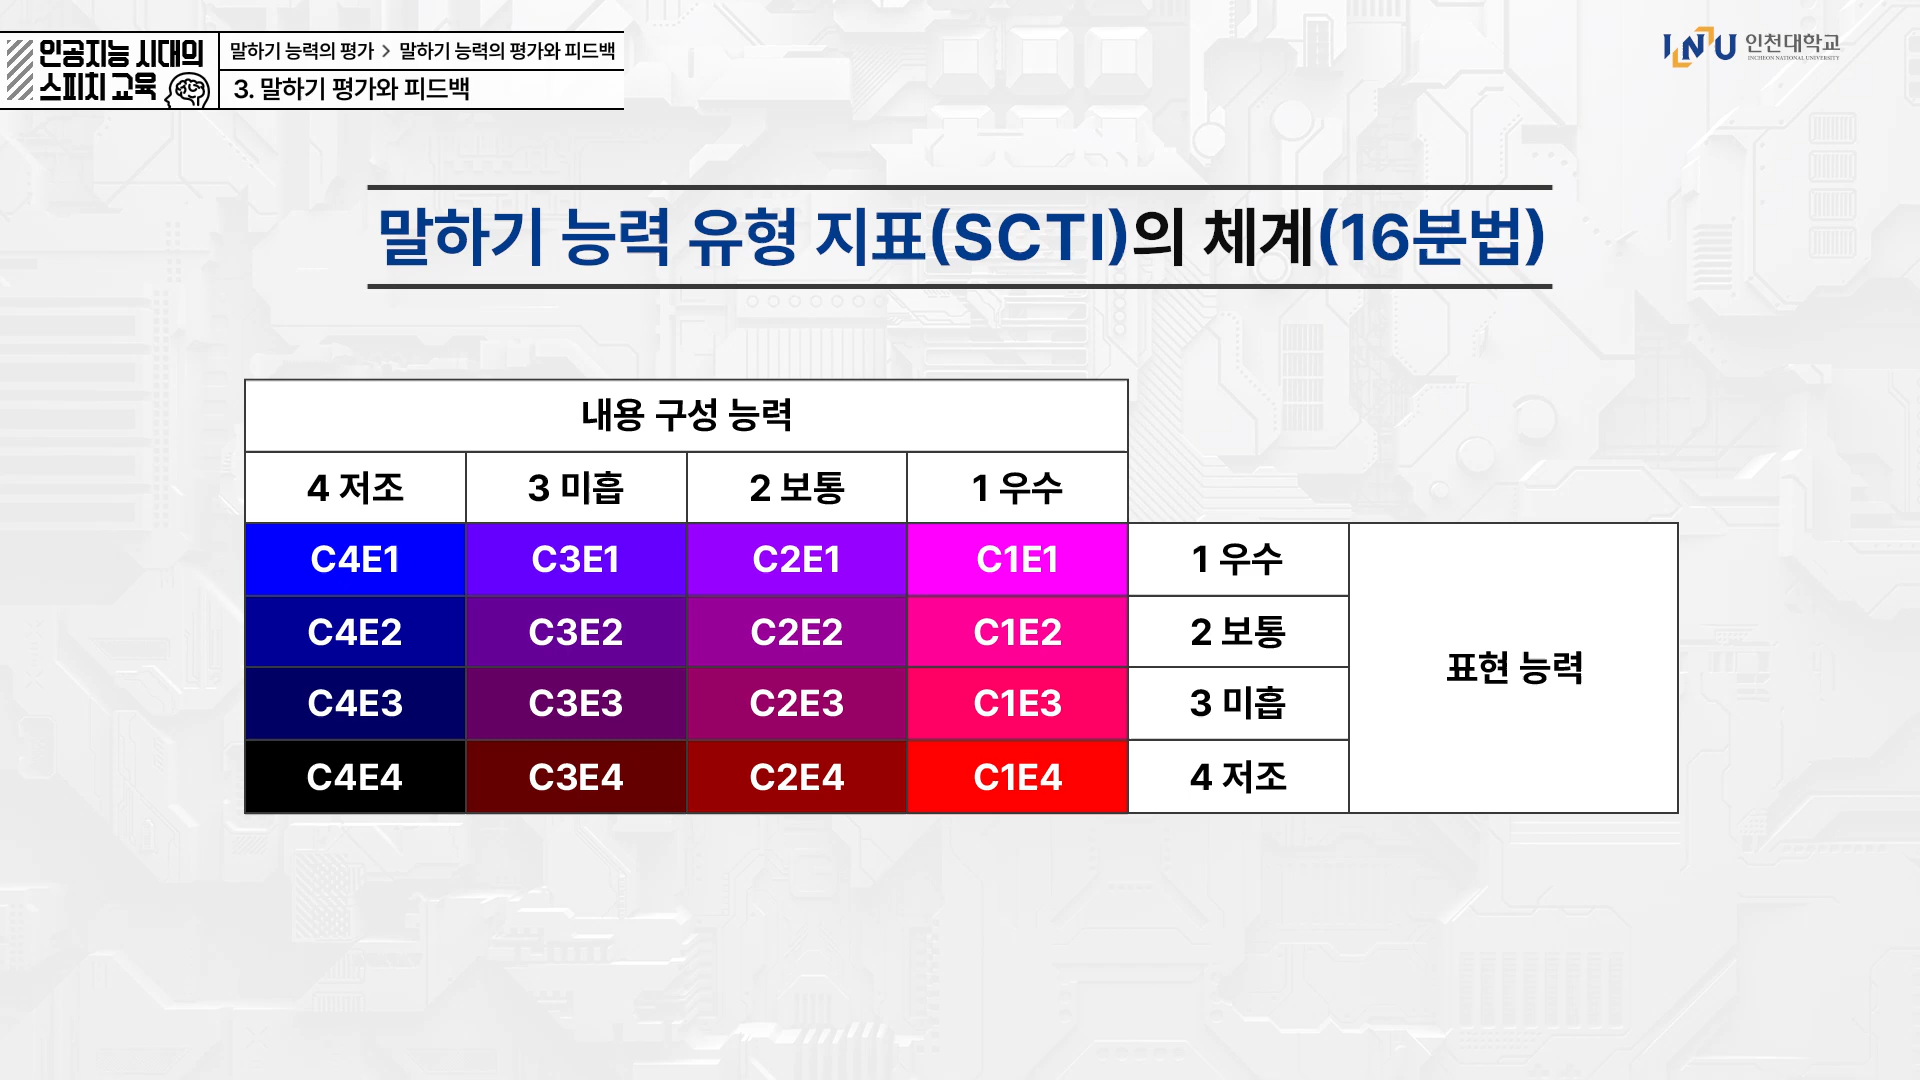 인공지능 시대의
스피치 교육
말하기 능력의 평가 > 말하기 능력의 평가와 피드백
3. 말하기 평가와 피드백
INU 인천대학교
INCHEON NATIONAL UNIVERSITY
말하기 능력 유형 지표(SCTI)의 체계(16분법)
내용 구성 능력
4 저조 3 미흡 2 보통 1 우수
C4E1 C3E1 C2E1 C1E1 1 우수
C4E2 C3E2 C2E2 C1E2 2 보통
표현 능력
C4E3 C3E3 C2E3 C1E3 3 미흡
C4E4 C3E4 C2E4 C1E4 4 저조